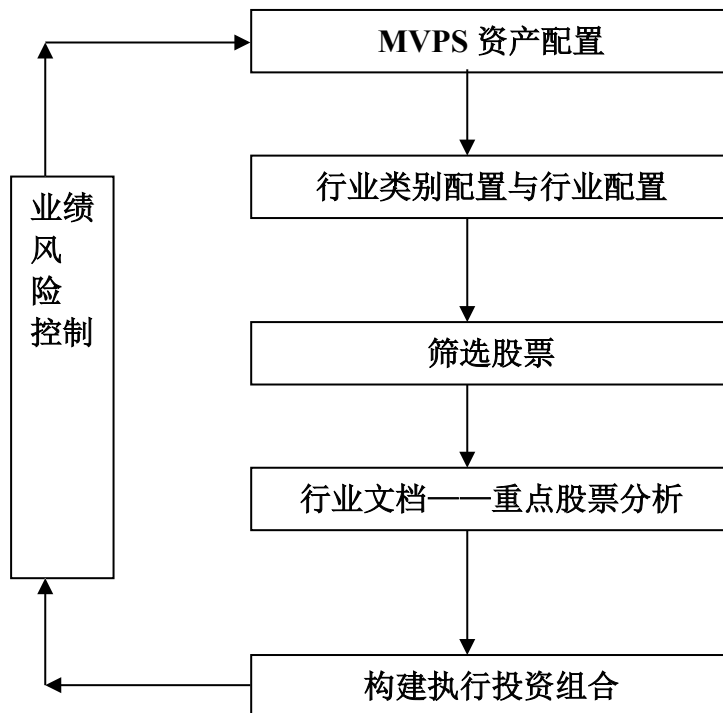 MVPS 资产配置
行业类别配置与行业配置
业绩
风
险
控制
筛选股票
行业文档——重点股票分析
构建执行投资组合